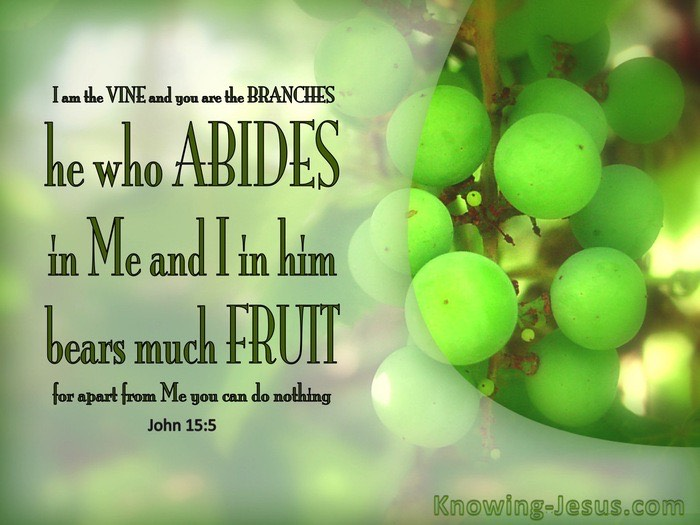 I am the VINE and you are the BRANCHES
he who ABIDES
in Me and I in him
bears much FRUIT
for apart from Me you can do nothing
John 15:5
Knowing-Jesus.com